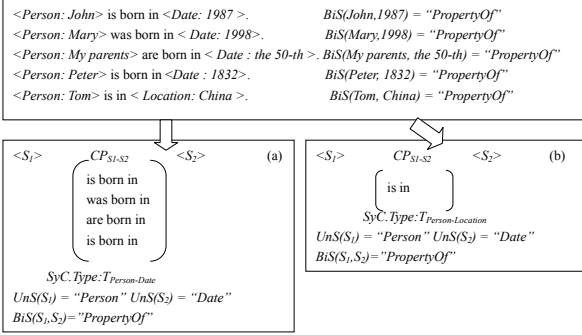 <Person: John> is born in <Date: 1987 >. BiS(John,1987) = “PropertyOf”
<Person: Mary> was born in < Date: 1998>. BiS(Mary,1998) = “PropertyOf”
<Person: My parents> are born in < Date : the 50-th >. BiS(My parents, the 50-th) = “PropertyOf”
<Person: Peter> is born in <Date : 1832>. BiS(Peter, 1832) = “PropertyOf”
<Person: Tom> is in < Location: China >. BiS(Tom, China) = “PropertyOf”
<S1> CPS1-S2 <S2> (a)
is born in
was born in
are born in
is born in
SyC.Type:TPerson-Date
UnS(S1) = “Person” UnS(S2) = “Date”
BiS(S1,S2)=”PropertyOf”
<S1> CPS1-S2 <S2> (b)
is in
SyC.Type:TPerson-Location
UnS(S1) = “Person” UnS(S2) = “Date”
BiS(S1,S2)=”PropertyOf”